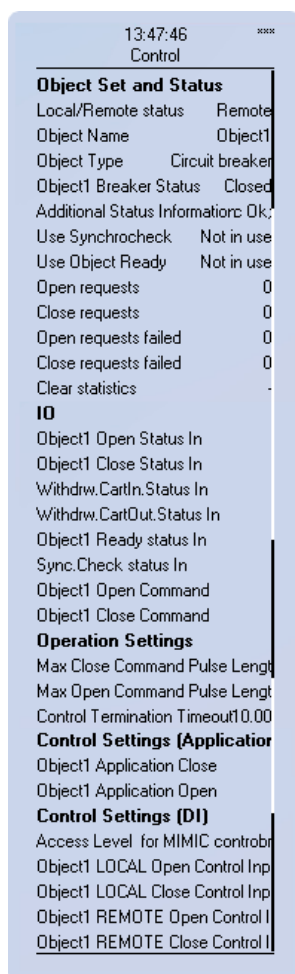 13:47:46 ***
Control
Object Set and Status
Local/Remote status Remote
Object Name Object1
Object Type Circuit breaker
Object1 Breaker Status Closed
Additional Status Informationc Ok;
Use Synchrocheck Not in use
Use Object Ready Not in use
Open requests 0
Close requests 0
Open requests failed 0
Close requests failed 0
Clear statistics -
IO
Object1 Open Status In
Object1 Close Status In
Withdrw.CartIn.Status In
Withdrw.CartOut.Status In
Object1 Ready status In
Sync.Check status In
Object1 Open Command
Object1 Close Command
Operation Settings
Max Close Command Pulse Lengt
Max Open Command Pulse Lengt
Control Termination Timeout10.00
Control Settings (Application
Object1 Application Close
Object1 Application Open
Control Settings (DI)
Access Level for MIMIC controbr
Object1 LOCAL Open Control Inp
Object1 LOCAL Close Control Inp
Object1 REMOTE Open Control I
Object1 REMOTE Close Control I